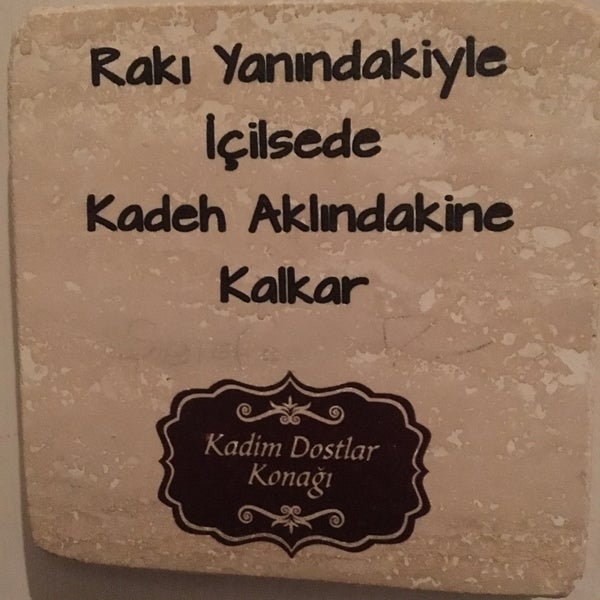 Rakı Yanındakiyle
İçilsede
Kadeh Aklındakine
Kalkar
Kadim Dostlar
Konağı